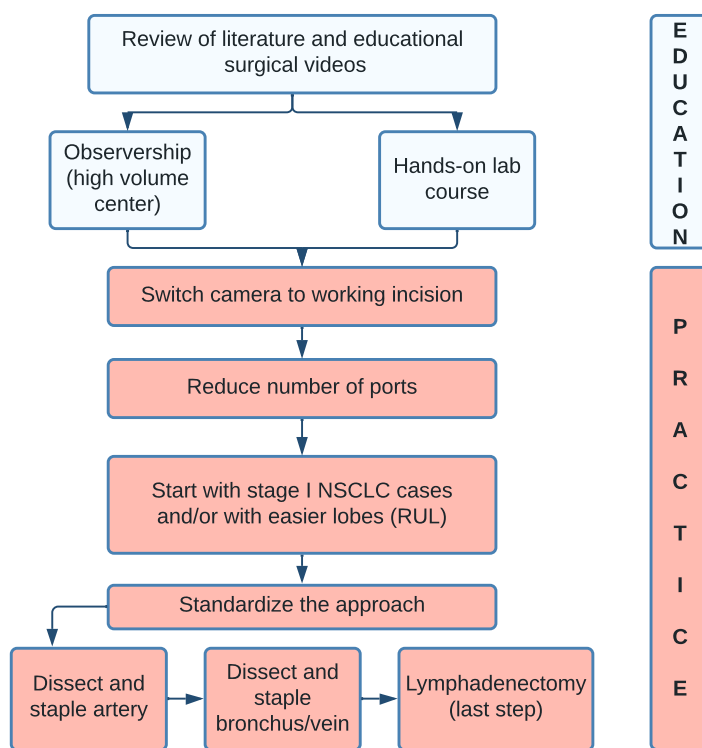 Review of literature and educational
surgical videos
Observership
(high volume
center)
Hands-on lab
course
Switch camera to working incision
Reduce number of ports
Start with stage I NSCLC cases
and/or with easier lobes (RUL)
Standardize the approach
Dissect and
staple artery
Dissect and
staple
bronchus/vein
Lymphadenectomy
(last step)
E
D
U
C
A
T
I
O
N
P
R
A
C
T
I
C
E